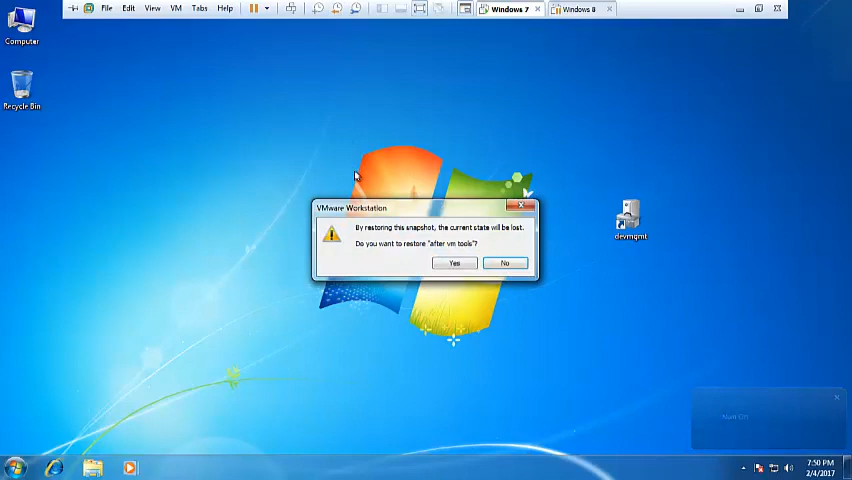 File Edit View VM Tabs Help Windows 7 Windows 8
Computer
Recycle Bin
devmgmt
VMware Workstation
By restoring this snapshot, the current state will be lost.
Do you want to restore "after vm tools"?
Yes No
Num Off
7:50 PM
2/4/2017